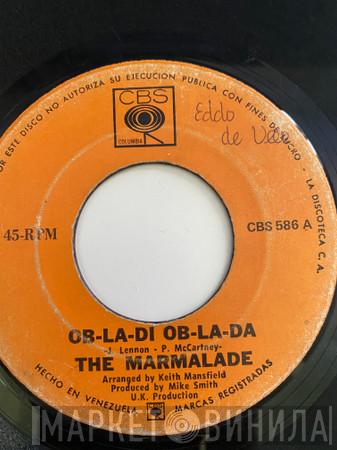 OR ESTE DISCO NO AUTORIZA SU EJECUCION PUBLICA CON FINES DE LUCRO - LA DISCOTECA C. A.
CBS
COLUMBIA
Eddo
de
45-RPM
CBS 586 A
OB-LA-DI OB-LA-DA
-J. Lennon - P. McCartney-
THE MARMALADE
Arranged by Keith Mansfield
Produced by Mike Smith
U.K. Production
HECHO EN VENEZUELA CBS MARCAS REGISTRADAS
МАРКЕТ ВИНИЛА